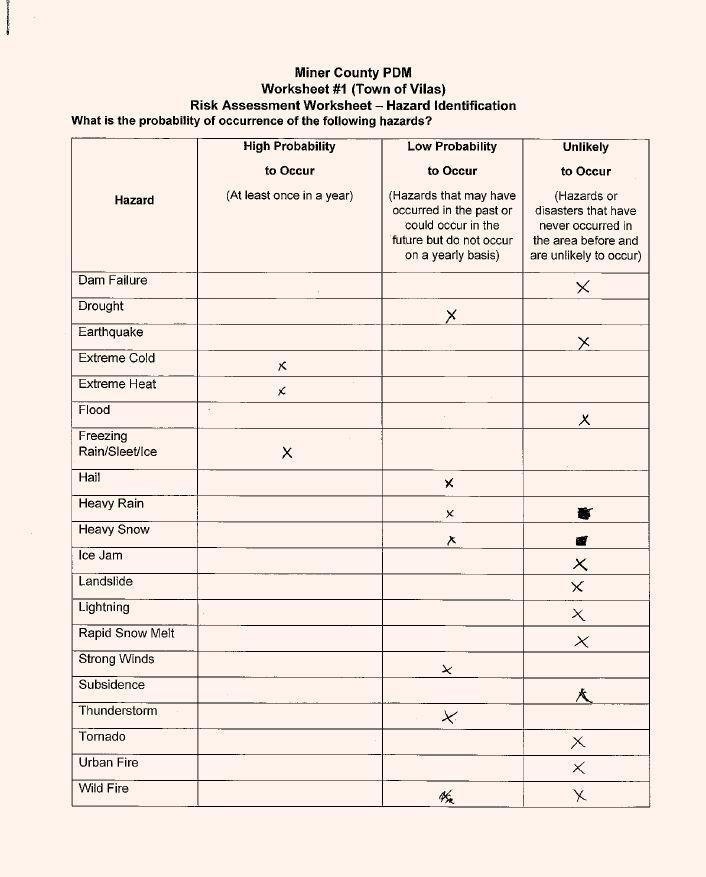 Miner County PDM
Worksheet #1 (Town of Vilas)
Risk Assessment Worksheet – Hazard Identification
What is the probability of occurrence of the following hazards?
Hazard
High Probability
to Occur
(At least once in a year)
Low Probability
to Occur
(Hazards that may have
occurred in the past or
could occur in the
future but do not occur
on a yearly basis)
Unlikely
to Occur
(Hazards or
disasters that have
never occurred in
the area before and
are unlikely to occur)
Dam Failure X
Drought X
Earthquake X
Extreme Cold X
Extreme Heat X
Flood X
Freezing
Rain/Sleet/Ice X
Hail X
Heavy Rain X
Heavy Snow X
Ice Jam X
Landslide X
Lightning X
Rapid Snow Melt X
Strong Winds X
Subsidence X
Thunderstorm X
Tornado X
Urban Fire X
Wild Fire X